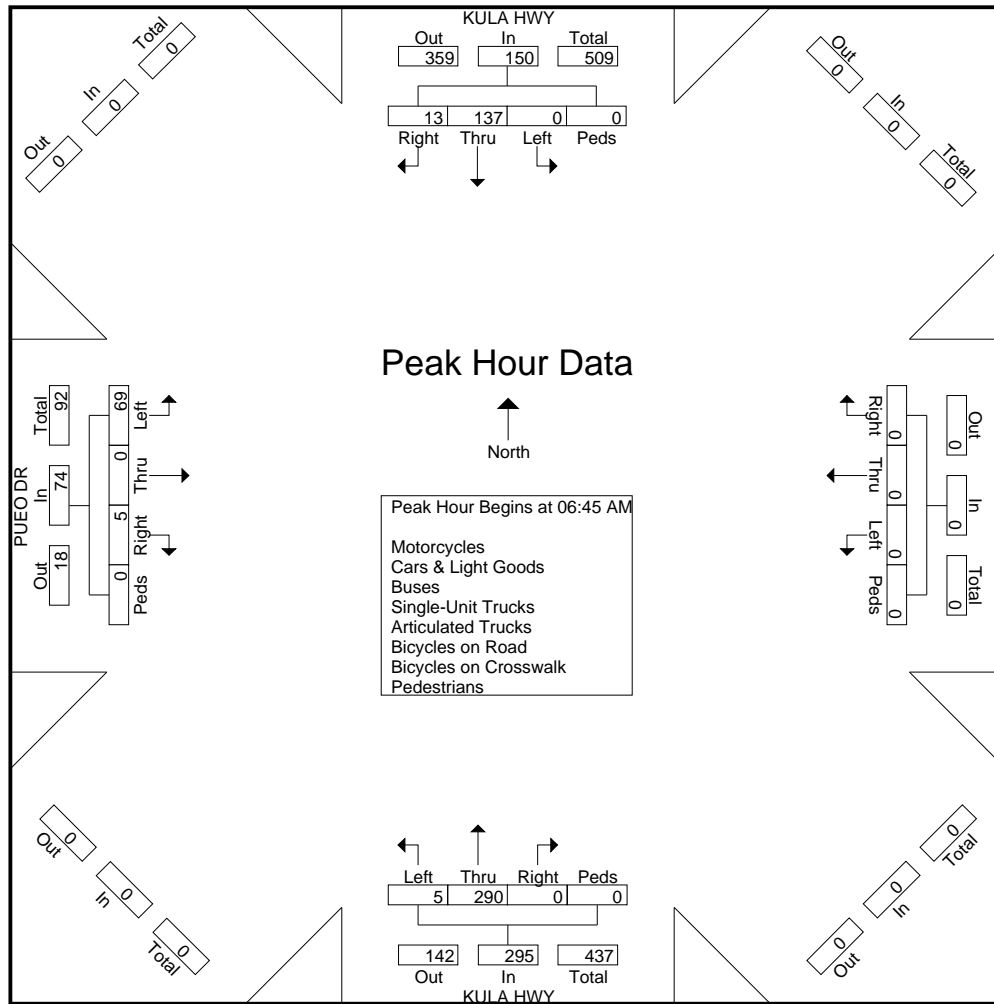 KULA HWY
Out In Total
359 150 509
13 137 0 0
Right Thru Left Peds
Total
0
In
0
Out
0
Out
0
In
0
Total
0
Peak Hour Data
North
Peak Hour Begins at 06:45 AM
Motorcycles
Cars & Light Goods
Buses
Single-Unit Trucks
Articulated Trucks
Bicycles on Road
Bicycles on Crosswalk
Pedestrians
PUEO DR
Out In Total
18 74 92
0 5 0 69
Peds Right Thru Left
Out In Total
0 0 0
0 0 0 0
Right Thru Left Peds
Out
0
In
0
Total
0
Total
0
In
0
Out
0
Left Thru Right Peds
5 290 0 0
142 295 437
Out In Total
KULA HWY